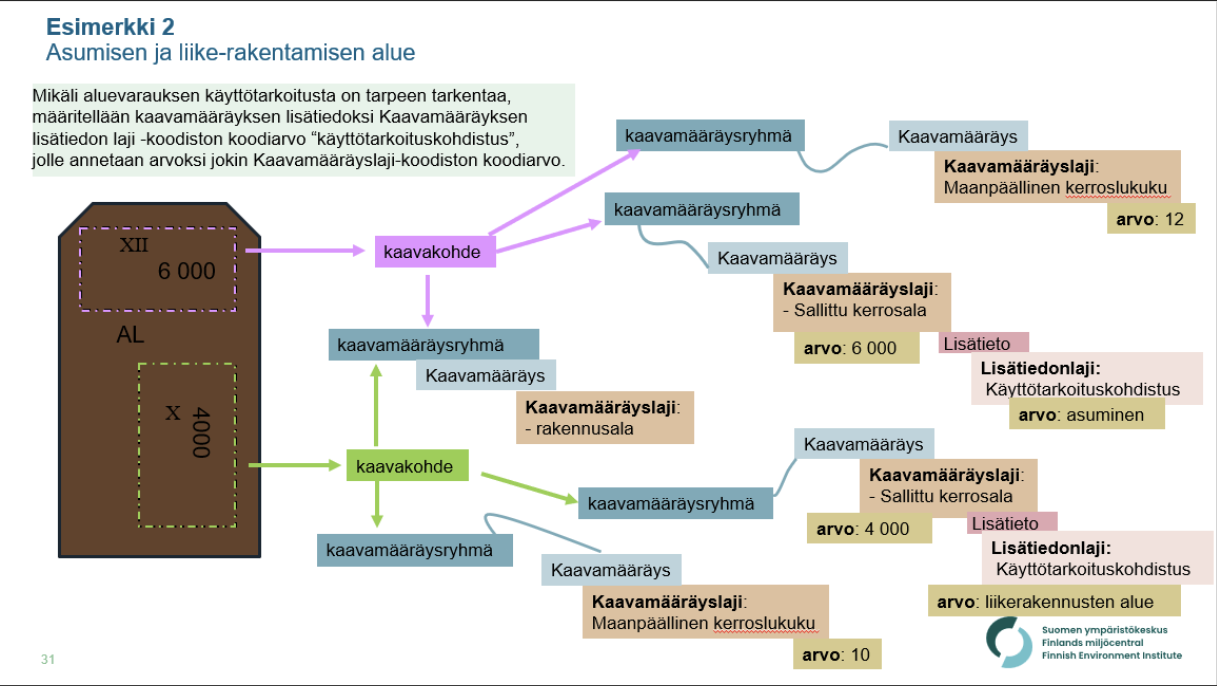 Esimerkki 2
Asumisen ja liike-rakentamisen alue
Mikäli aluevarauksen käyttötarkoitusta on tarpeen tarkentaa,
määritellään kaavamääräyksen lisätiedoksi Kaavamääräyksen
lisätiedon laji -koodiston koodiarvo “käyttötarkoituskohdistus”,
jolle annetaan arvoksi jokin Kaavamääräyslaji-koodiston koodiarvo.
kaavamääräysryhmä
Kaavamääräys
Kaavamääräyslaji:
Maanpäällinen kerroslukuku
arvo: 12
kaavamääräysryhmä
XII
6 000
kaavakohde
Kaavamääräys
Kaavamääräyslaji:
- Sallittu kerrosala
arvo: 6 000
Lisätieto
Lisätiedonlaji:
Käyttötarkoituskohdistus
arvo: asuminen
AL
kaavamääräysryhmä
Kaavamääräys
Kaavamääräyslaji:
- rakennusala
X
4000
kaavakohde
Kaavamääräys
Kaavamääräyslaji:
- Sallittu kerrosala
kaavamääräysryhmä
arvo: 4 000
Lisätieto
Lisätiedonlaji:
Käyttötarkoituskohdistus
arvo: liikerakennusten alue
kaavamääräysryhmä
Kaavamääräys
Kaavamääräyslaji:
Maanpäällinen kerroslukuku
arvo: 10
Suomen ympäristökeskus
Finlands miljöcentral
Finnish Environment Institute
31